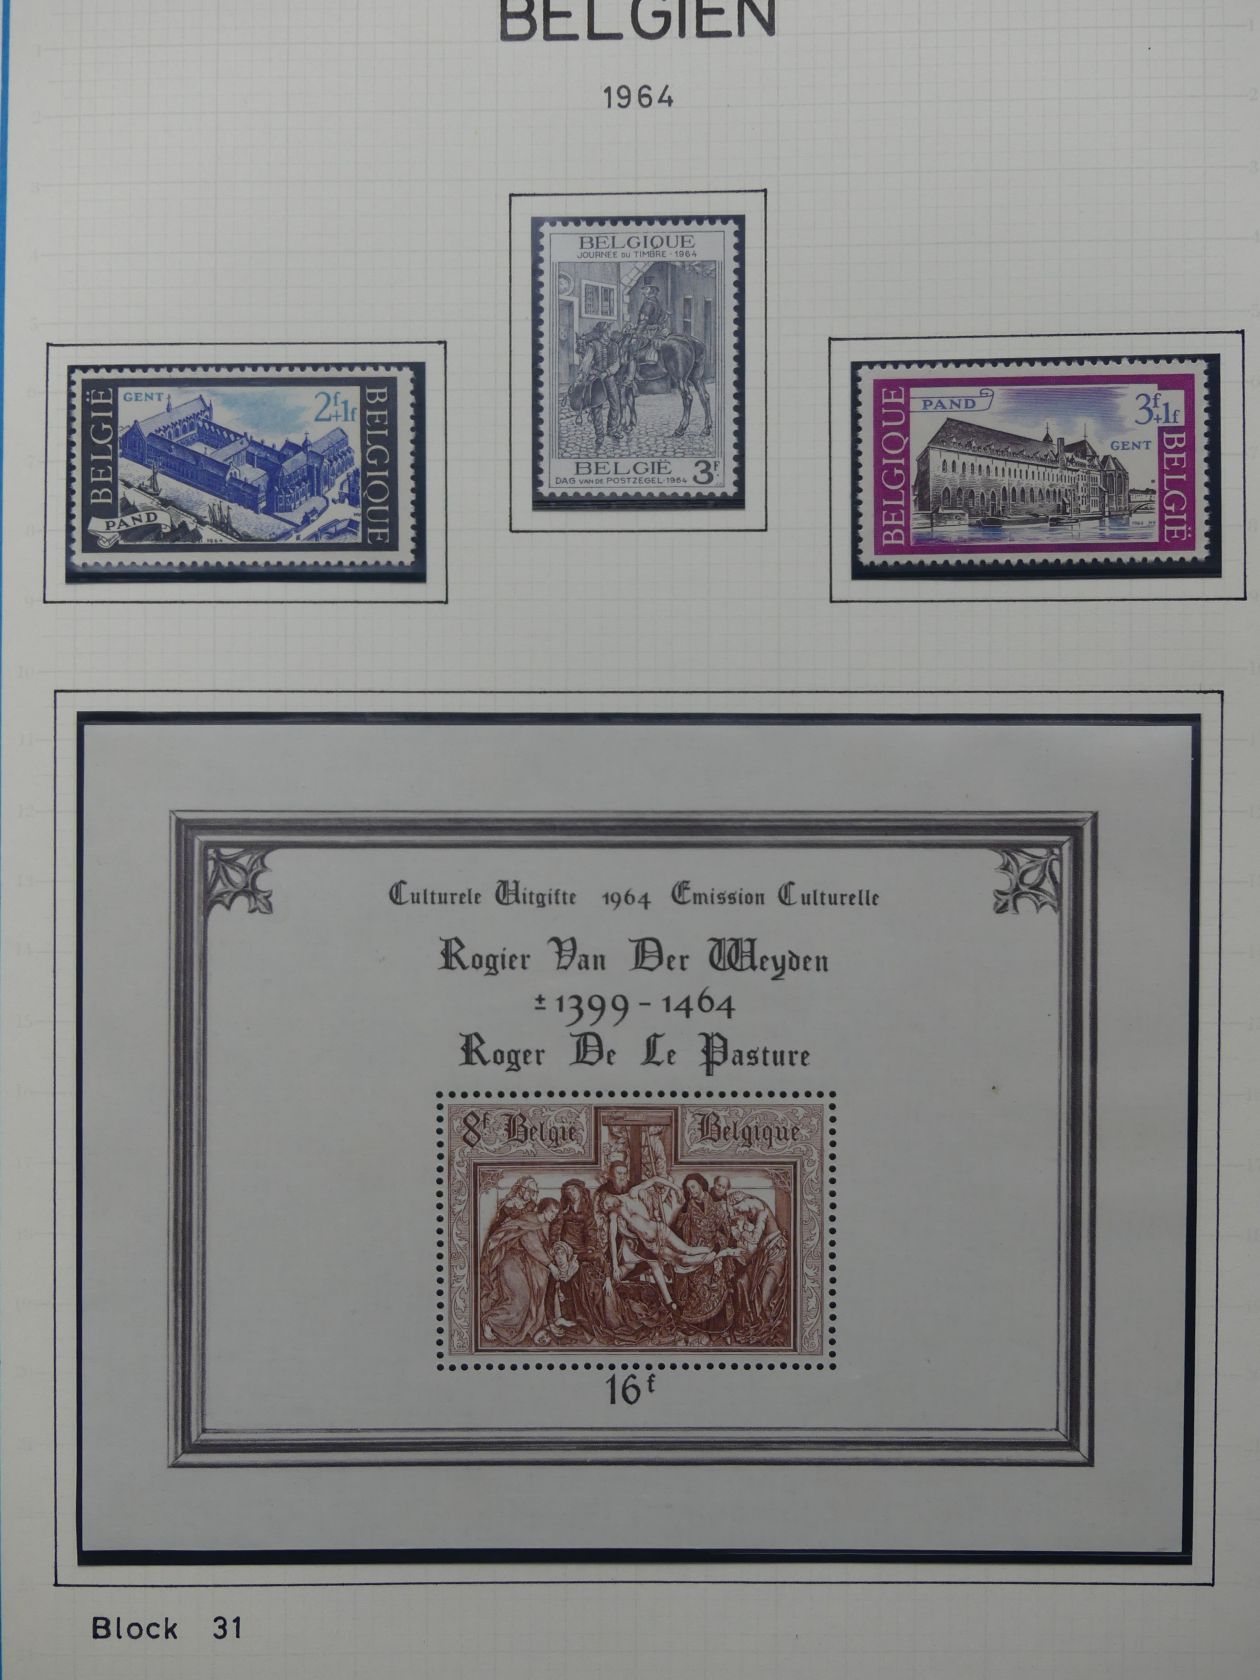 BELGIEN
1964
BELGIQUE
JOURNEE DU TIMBRE - 1964
BELGIË
3F
DAG VAN DE POSTZEGEL - 1964
BELGIË
GENT
2f+1f
BELGIQUE
PAND
1964
BELGIQUE
PAND
3f+1f
GENT
BELGIË
1964
Culturele Uitgifte 1964 Emission Culturelle
Rogier Van Der Weyden
± 1399 - 1464
Roger De Le Pasture
8f België Belgique
16f
Block 31